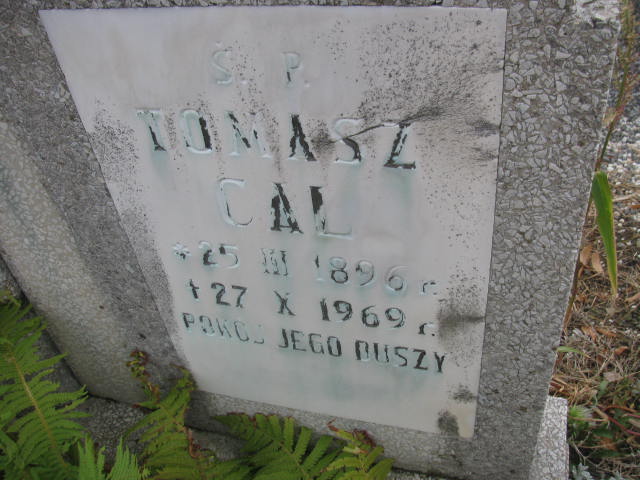 Ś. P.
TOMASZ
CAL
* 25 III 1896 r.
† 27 X 1969 r.
POKÓJ JEGO DUSZY